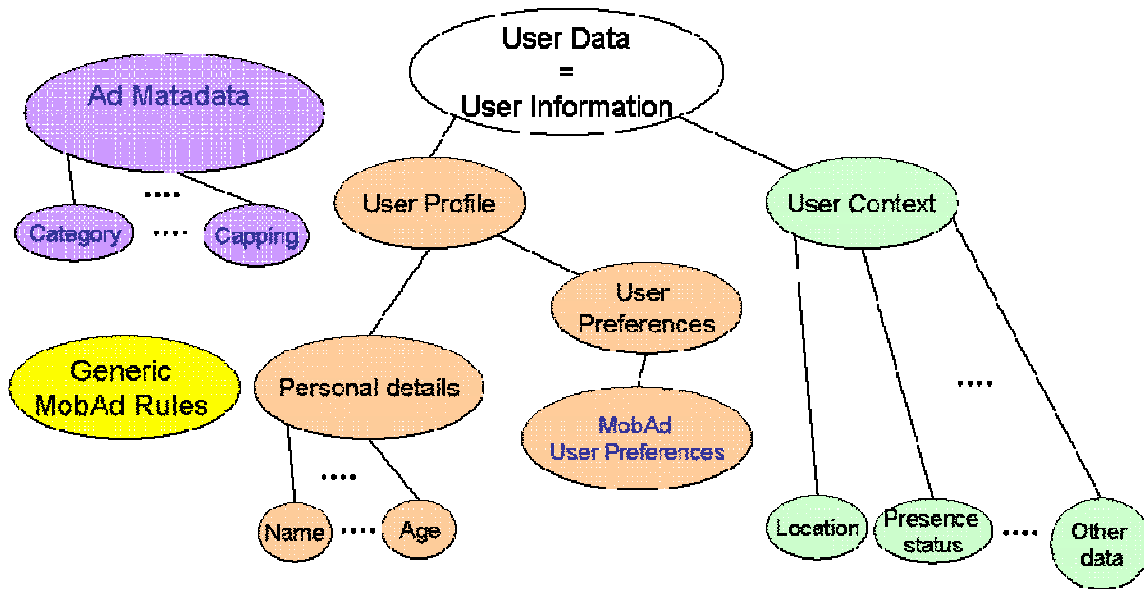 User Data
=
User Information
Ad Matadata
....
Category
....
Capping
User Profile
User Context
User
Preferences
Generic
MobAd Rules
Personal details
MobAd
User Preferences
....
....
Name
....
Age
Location
Presence
status
....
Other
data